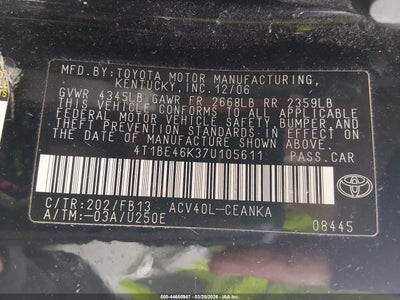 MFD.BY:TOYOTA MOTOR MANUFACTURING,
KENTUCKY, INC. 12/06
GVWR 4345LB GAWR FR 2668LB RR 2359LB
THIS VEHICLE CONFORMS TO ALL APPLICABLE
FEDERAL MOTOR VEHICLE SAFETY, BUMPER AND
THEFT PREVENTION STANDARDS IN EFFECT ON
THE DATE OF MANUFACTURE SHOWN ABOVE.
4T1BE46K37U105611 PASS.CAR
C/TR:202/FB13 ACV40L-CEANKA
A/TM:-03A/U250E
TOYOTA
08445
ID - 44650947 - 03/20/2026 - Copyright © IAA